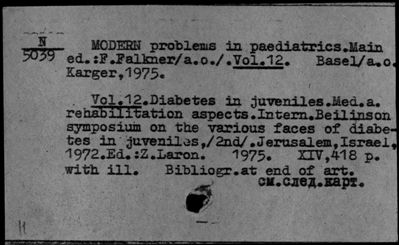 N
5039
MODERN problems in paediatrics.Main
ed.:F.Falkner/a.o./.Vol.12. Basel/a.o.
Karger,1975.
Vol.12.Diabetes in juveniles.Med.a.
rehabilitation aspects.Intern.Beilinson
symposium on the various faces of diabe-
tes in juveniles,/2nd/.Jerusalem,Israel,
1972.Ed.:Z.Laron. 1975. XIV,418 p.
with ill. Bibliogr.at end of art.
см.след.карт.